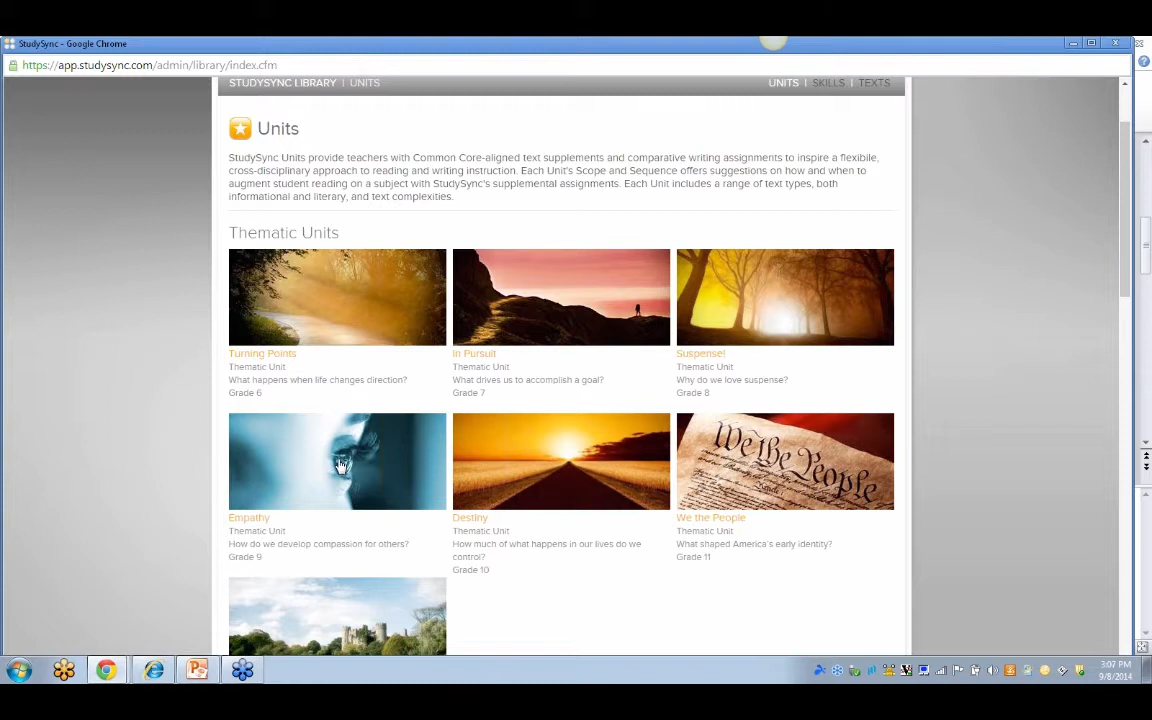 StudySync - Google Chrome
https://app.studysync.com/admin/library/index.cfm
STUDYSYNC LIBRARY | UNITS
UNITS | SKILLS | TEXTS
Units
StudySync Units provide teachers with Common Core-aligned text supplements and comparative writing assignments to inspire a flexibile,
cross-disciplinary approach to reading and writing instruction. Each Unit's Scope and Sequence offers suggestions on how and when to
augment student reading on a subject with StudySync's supplemental assignments. Each Unit includes a range of text types, both
informational and literary, and text complexities.
Thematic Units
Turning Points
Thematic Unit
What happens when life changes direction?
Grade 6
In Pursuit
Thematic Unit
What drives us to accomplish a goal?
Grade 7
Suspense!
Thematic Unit
Why do we love suspense?
Grade 8
Empathy
Thematic Unit
How do we develop compassion for others?
Grade 9
Destiny
Thematic Unit
How much of what happens in our lives do we
control?
Grade 10
We the People
We the People
Thematic Unit
What shaped America's early identity?
Grade 11
3:07 PM
9/8/2014